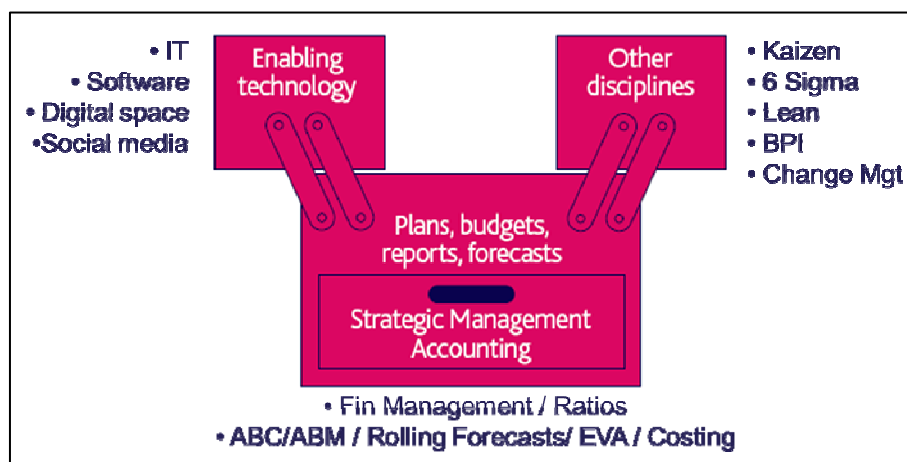 • IT
• Software
• Digital space
•Social media
Enabling
technology
Other
disciplines
• Kaizen
• 6 Sigma
• Lean
• BPI
• Change Mgt
Plans, budgets,
reports, forecasts
Strategic Management
Accounting
• Fin Management / Ratios
• ABC/ABM / Rolling Forecasts/ EVA / Costing